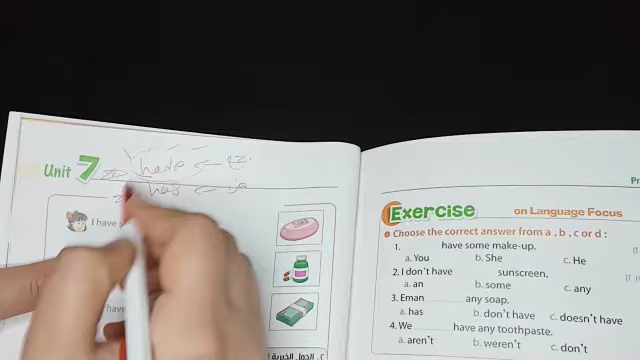 Unit 7
have
has
I have
have
Exercise on Language Focus
Choose the correct answer from a , b , c or d :
1. have some make-up.
a. You b. She c. He
2. I don't have sunscreen.
a. an b. some c. any
3. Eman any soap.
a. has b. don't have c. doesn't have
4. We have any toothpaste.
a. aren't b. weren't c. don't